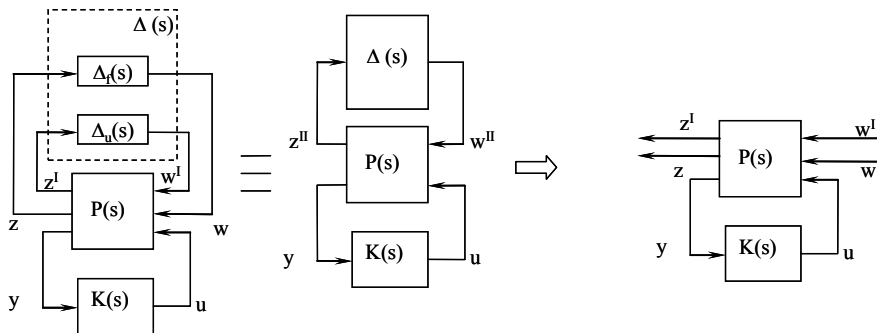 Δ (s)
Δf(s)
Δu(s)
zᴵ
wᴵ
P(s)
z
w
y
K(s)
u
Δ (s)
zᴵᴵ
wᴵᴵ
P(s)
y
K(s)
u
zᴵ
wᴵ
P(s)
z
w
y
K(s)
u